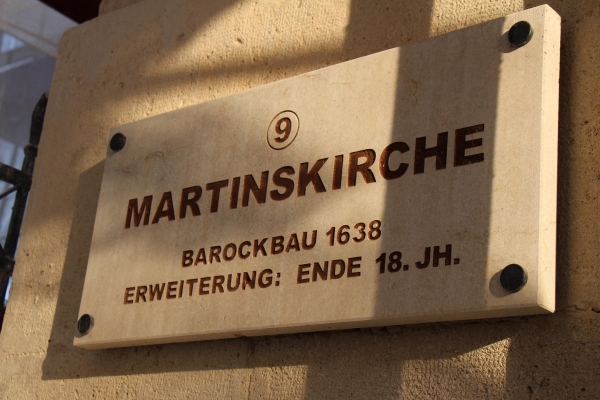 9
MARTINSKIRCHE
BAROCKBAU 1638
ERWEITERUNG: ENDE 18. JH.